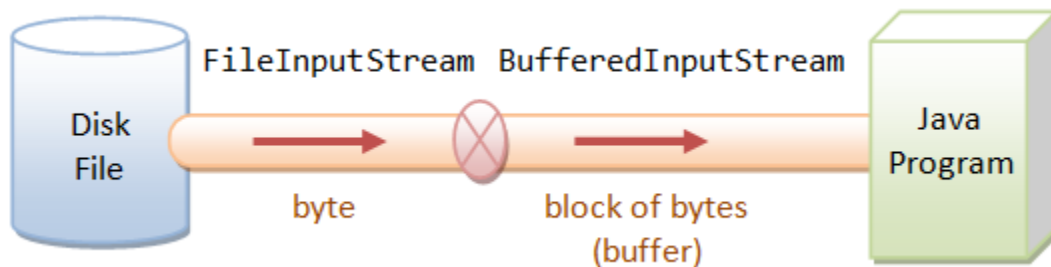 FileInputStream BufferedInputStream
Disk
File
Java
Program
byte
block of bytes
(buffer)